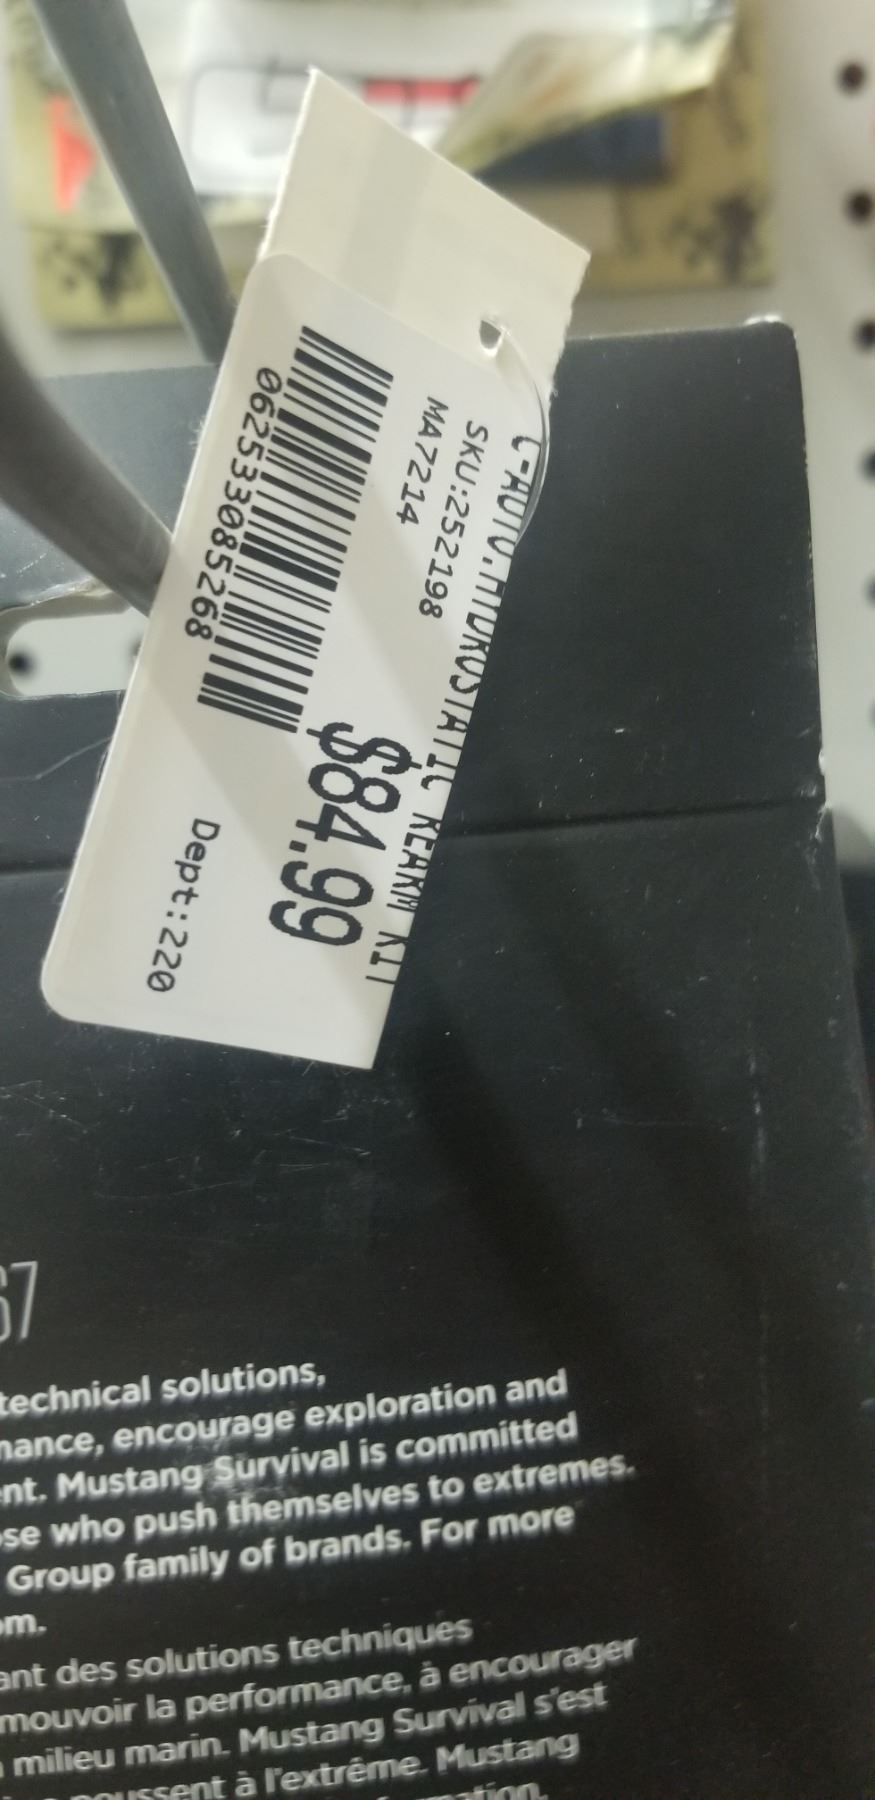 C-AUTO.HYDROSTATIC REARM KIT
SKU:252198
MA7214
062533085268
$84.99
Dept:220
67
technical solutions,
mance, encourage exploration and
nt. Mustang Survival is committed
se who push themselves to extremes.
Group family of brands. For more
om.
ant des solutions techniques
mouvoir la performance, à encourager
milieu marin. Mustang Survival s'est
poussent à l'extrême. Mustang